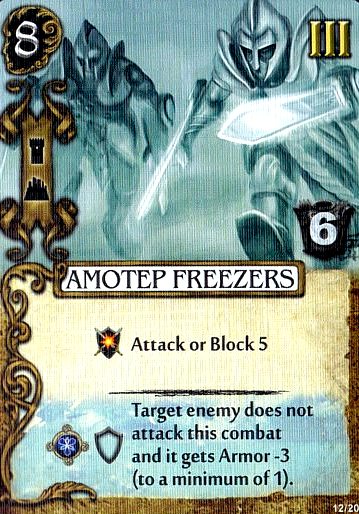 8
III
6
AMOTEP FREEZERS
Attack or Block 5
Target enemy does not
attack this combat
and it gets Armor -3
(to a minimum of 1).
12/20